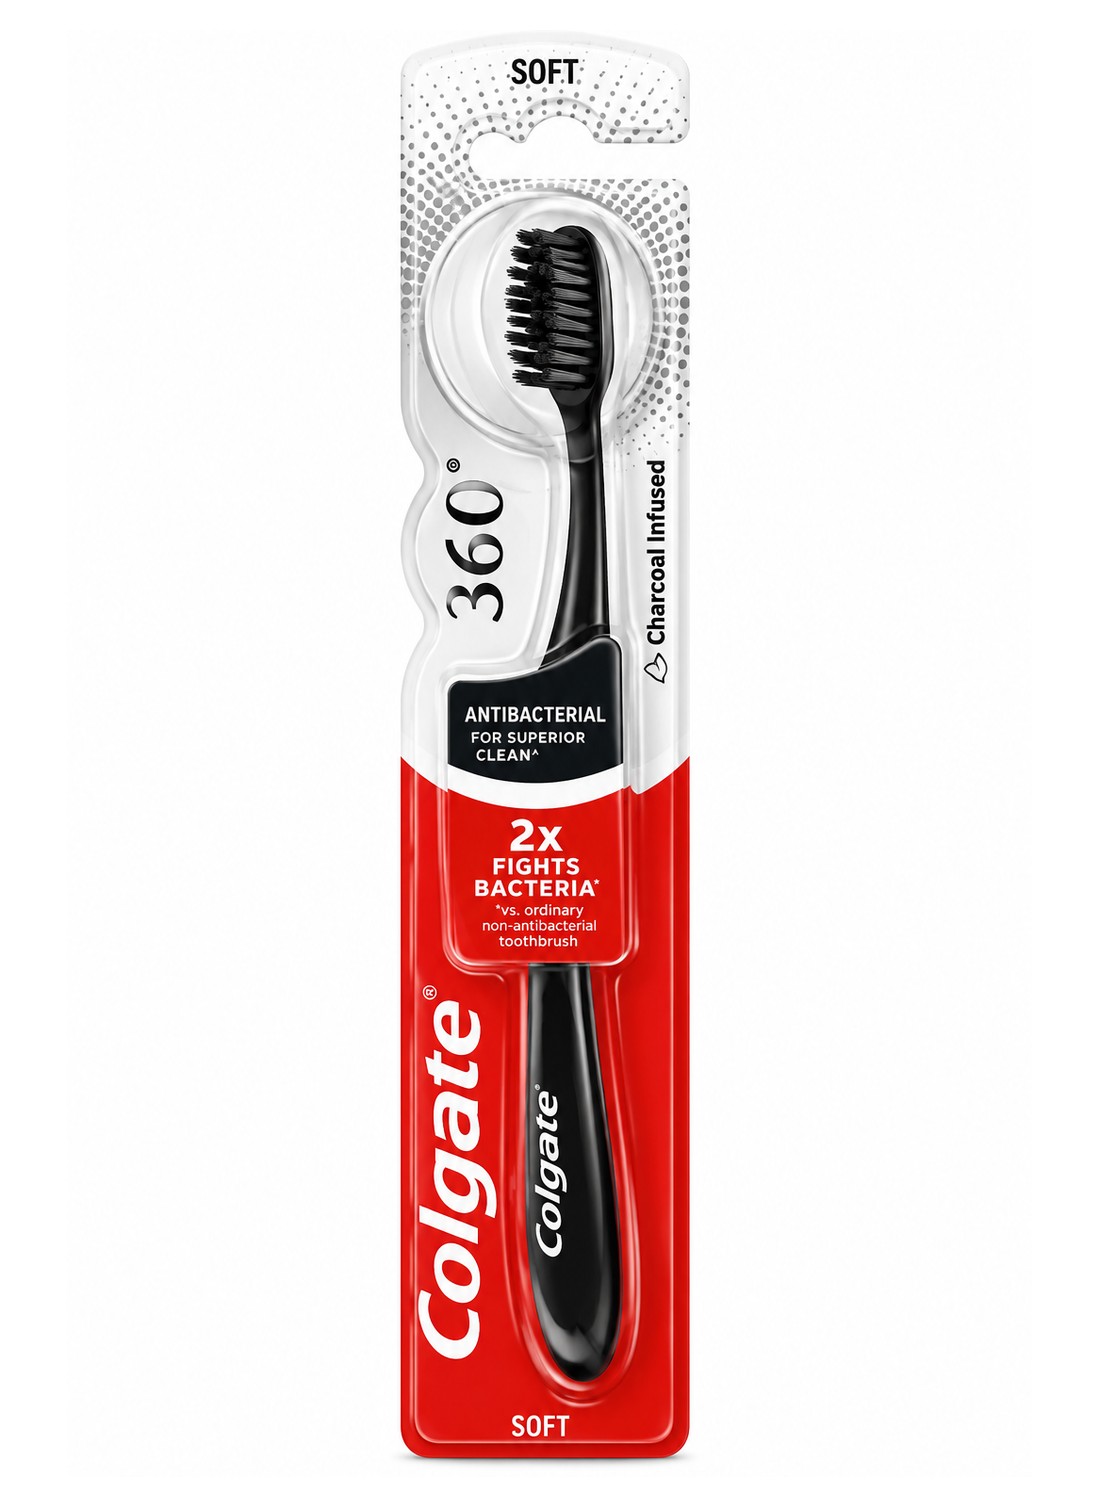 SOFT
360°
Charcoal Infused
ANTIBACTERIAL
FOR SUPERIOR
CLEAN^
2x
FIGHTS
BACTERIA*
*vs. ordinary
non-antibacterial
toothbrush
Colgate®
Colgate®
SOFT